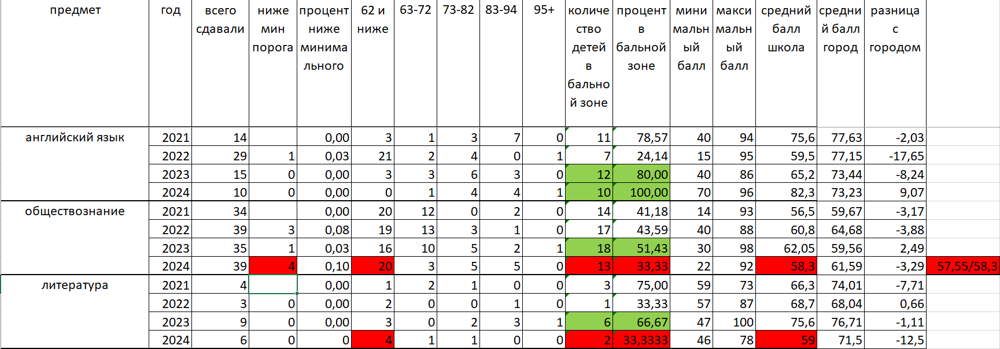 предмет год всего сдавали ниже мин порога процент ниже минимального 62 и ниже 63-72 73-82 83-94 95+ количество детей в бальной зоне процент в бальной зоне минимальный балл максимальный балл средний балл школа средний балл город разница с городом
английский язык 2021 14 0,00 3 1 3 7 0 11 78,57 40 94 75,6 77,63 -2,03
2022 29 1 0,03 21 2 4 0 1 7 24,14 15 95 59,5 77,15 -17,65
2023 15 0 0,00 3 3 6 3 0 12 80,00 40 86 65,2 73,44 -8,24
2024 10 0 0,00 0 1 4 4 1 10 100,00 70 96 82,3 73,23 9,07
обществознание 2021 34 0,00 20 12 0 2 0 14 41,18 14 93 56,5 59,67 -3,17
2022 39 3 0,08 19 13 3 1 0 17 43,59 40 88 60,8 64,68 -3,88
2023 35 1 0,03 16 10 5 2 1 18 51,43 30 98 62,05 59,56 2,49
2024 39 4 0,10 20 3 5 5 0 13 33,33 22 92 58,3 61,59 -3,29 57,55/58,3
литература 2021 4 0,00 1 2 1 0 0 3 75,00 59 73 66,3 74,01 -7,71
2022 3 0 0,00 2 0 0 1 0 1 33,33 57 87 68,7 68,04 0,66
2023 9 0 0,00 3 0 2 3 1 6 66,67 47 100 75,6 76,71 -1,11
2024 6 0 0 4 1 1 0 0 2 33,3333 46 78 59 71,5 -12,5